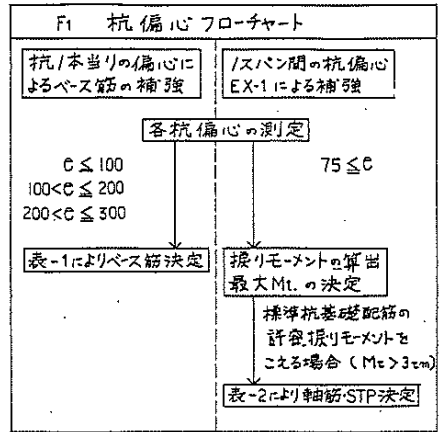 F1 杭偏心フローチャート
杭/本当りの偏心に
よるベース筋の補強
/スパン間の杭偏心
EX-1による補強
各杭偏心の測定
e≦100
100<e≦200
200<e≦300
75≦e
表-1によりベース筋決定
捩りモーメントの算出
最大Mt.の決定
標準杭基礎配筋の
許容捩りモーメントを
こえる場合(Mt>3tm)
表-2により軸筋・STP決定